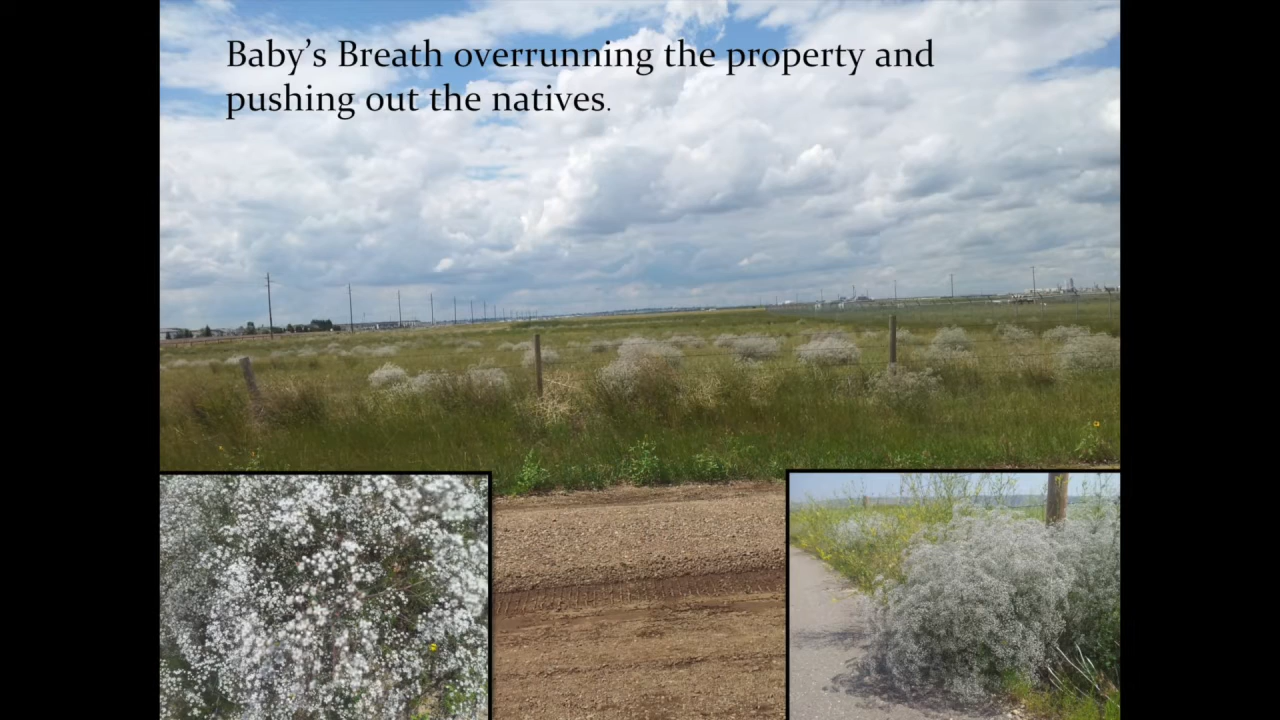 Baby’s Breath overrunning the property and
pushing out the natives.